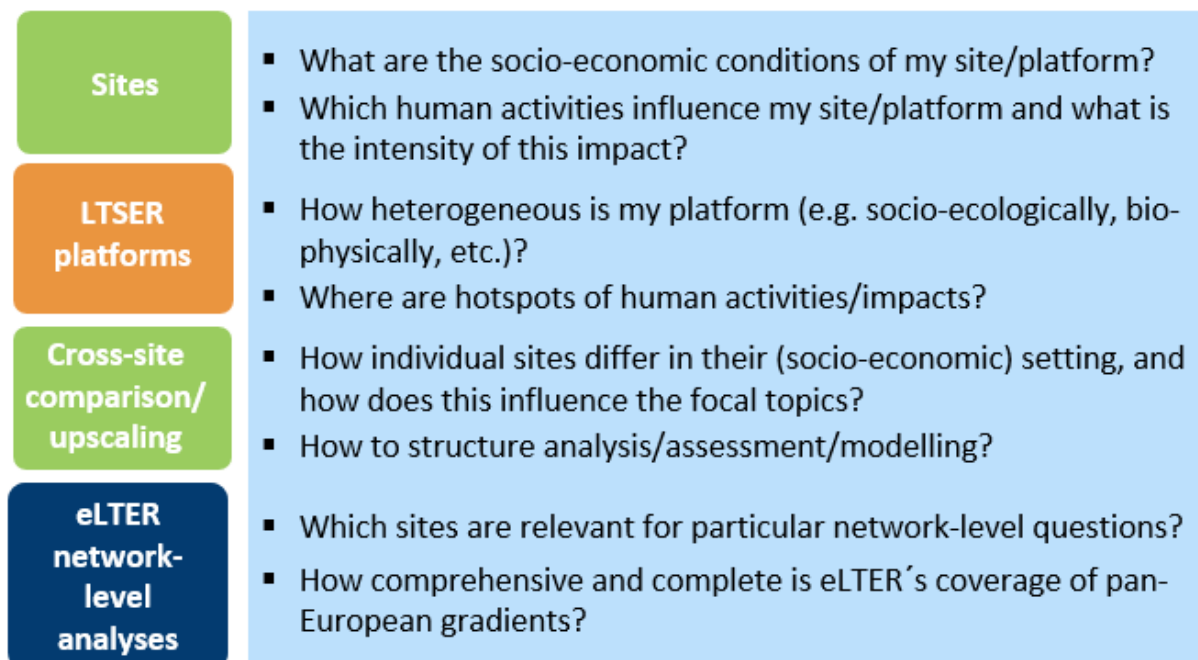 Sites
▪ What are the socio-economic conditions of my site/platform?
▪ Which human activities influence my site/platform and what is
the intensity of this impact?
LTSER
platforms
▪ How heterogeneous is my platform (e.g. socio-ecologically, bio-
physically, etc.)?
▪ Where are hotspots of human activities/impacts?
Cross-site
comparison/
upscaling
▪ How individual sites differ in their (socio-economic) setting, and
how does this influence the focal topics?
▪ How to structure analysis/assessment/modelling?
eLTER
network-
level
analyses
▪ Which sites are relevant for particular network-level questions?
▪ How comprehensive and complete is eLTER´s coverage of pan-
European gradients?